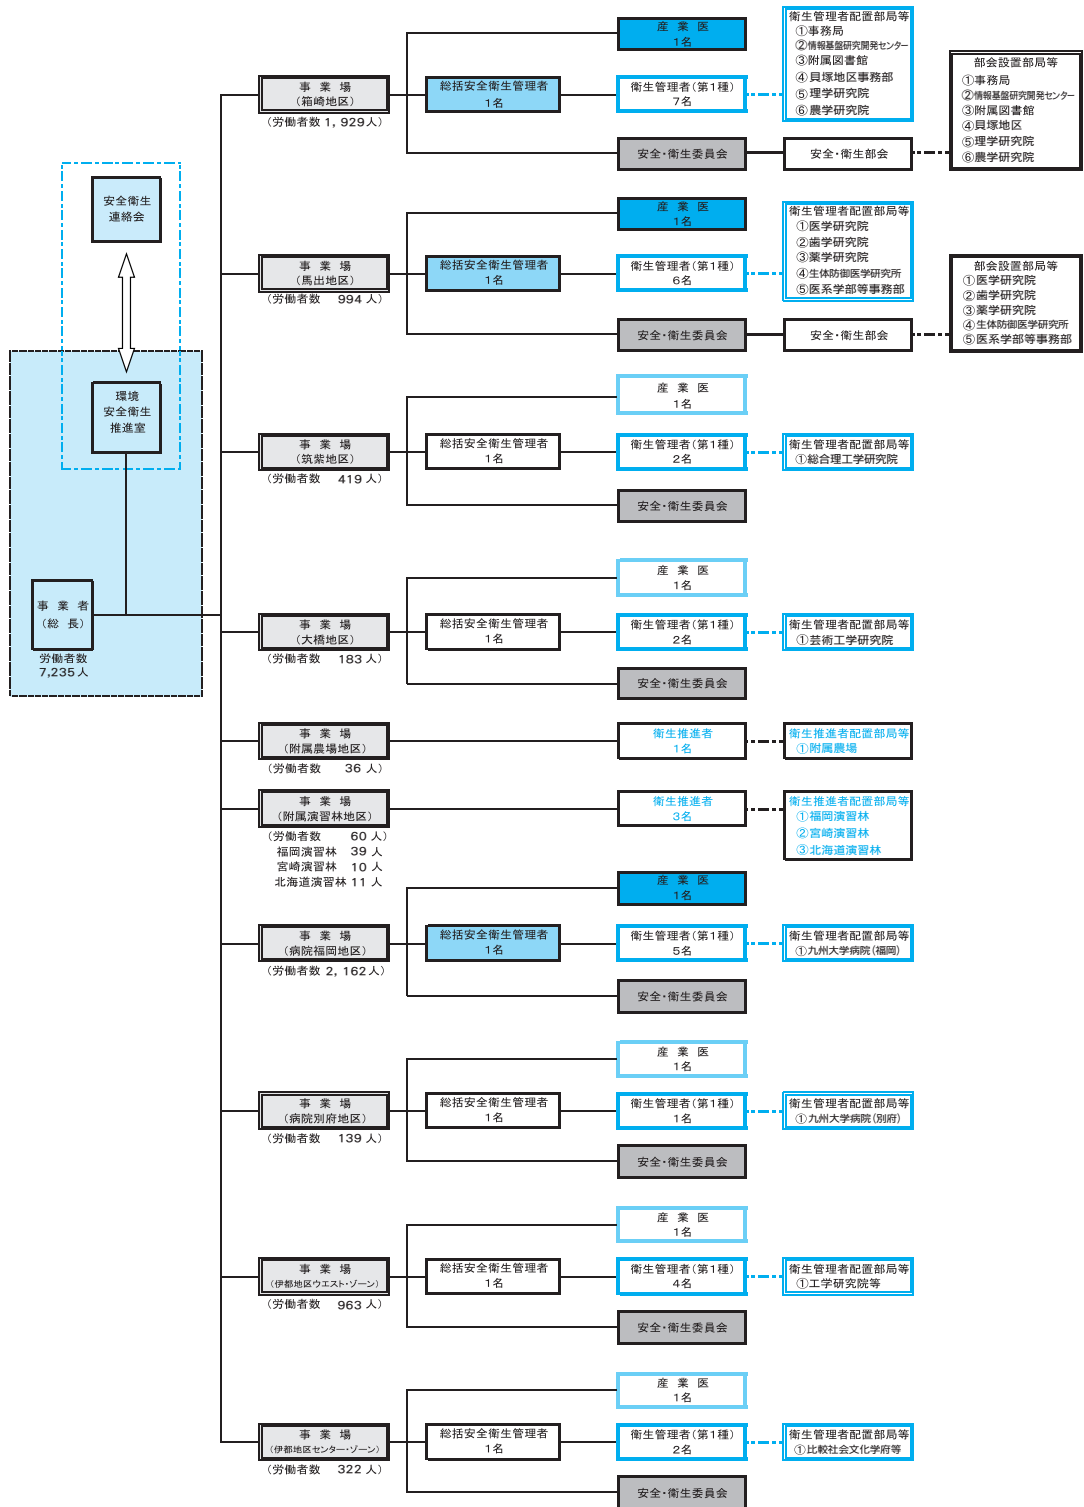 安全衛生
連絡会
環境
安全衛生
推進室
事 業 者
(総 長)
労働者数
7,235人
事 業 場
(箱崎地区)
(労働者数 1,929人)
産 業 医
1名
総括安全衛生管理者
1名
衛生管理者(第1種)
7名
安全・衛生委員会
安全・衛生部会
衛生管理者配置部局等
①事務局
②情報基盤研究開発センター
③附属図書館
④貝塚地区事務部
⑤理学研究院
⑥農学研究院
部会設置部局等
①事務局
②情報基盤研究開発センター
③附属図書館
④貝塚地区
⑤理学研究院
⑥農学研究院
事 業 場
(馬出地区)
(労働者数 994人)
産 業 医
1名
総括安全衛生管理者
1名
衛生管理者(第1種)
6名
安全・衛生委員会
安全・衛生部会
衛生管理者配置部局等
①医学研究院
②歯学研究院
③薬学研究院
④生体防御医学研究所
⑤医系学部等事務部
部会設置部局等
①医学研究院
②歯学研究院
③薬学研究院
④生体防御医学研究所
⑤医系学部等事務部
事 業 場
(筑紫地区)
(労働者数 419人)
産 業 医
1名
総括安全衛生管理者
1名
衛生管理者(第1種)
2名
安全・衛生委員会
衛生管理者配置部局等
①総合理工学研究院
事 業 場
(大橋地区)
(労働者数 183人)
産 業 医
1名
総括安全衛生管理者
1名
衛生管理者(第1種)
2名
安全・衛生委員会
衛生管理者配置部局等
①芸術工学研究院
事 業 場
(附属農場地区)
(労働者数 36人)
衛生推進者
1名
衛生推進者配置部局等
①附属農場
事 業 場
(附属演習林地区)
(労働者数 60人)
福岡演習林 39人
宮崎演習林 10人
北海道演習林 11人
衛生推進者
3名
衛生推進者配置部局等
①福岡演習林
②宮崎演習林
③北海道演習林
事 業 場
(病院福岡地区)
(労働者数 2,162人)
産 業 医
1名
総括安全衛生管理者
1名
衛生管理者(第1種)
5名
安全・衛生委員会
衛生管理者配置部局等
①九州大学病院(福岡)
事 業 場
(病院別府地区)
(労働者数 139人)
産 業 医
1名
総括安全衛生管理者
1名
衛生管理者(第1種)
1名
安全・衛生委員会
衛生管理者配置部局等
①九州大学病院(別府)
事 業 場
(伊都地区ウエスト・ゾーン)
(労働者数 963人)
産 業 医
1名
総括安全衛生管理者
1名
衛生管理者(第1種)
4名
安全・衛生委員会
衛生管理者配置部局等
①工学研究院等
事 業 場
(伊都地区センター・ゾーン)
(労働者数 322人)
産 業 医
1名
総括安全衛生管理者
1名
衛生管理者(第1種)
2名
安全・衛生委員会
衛生管理者配置部局等
①比較社会文化学府等